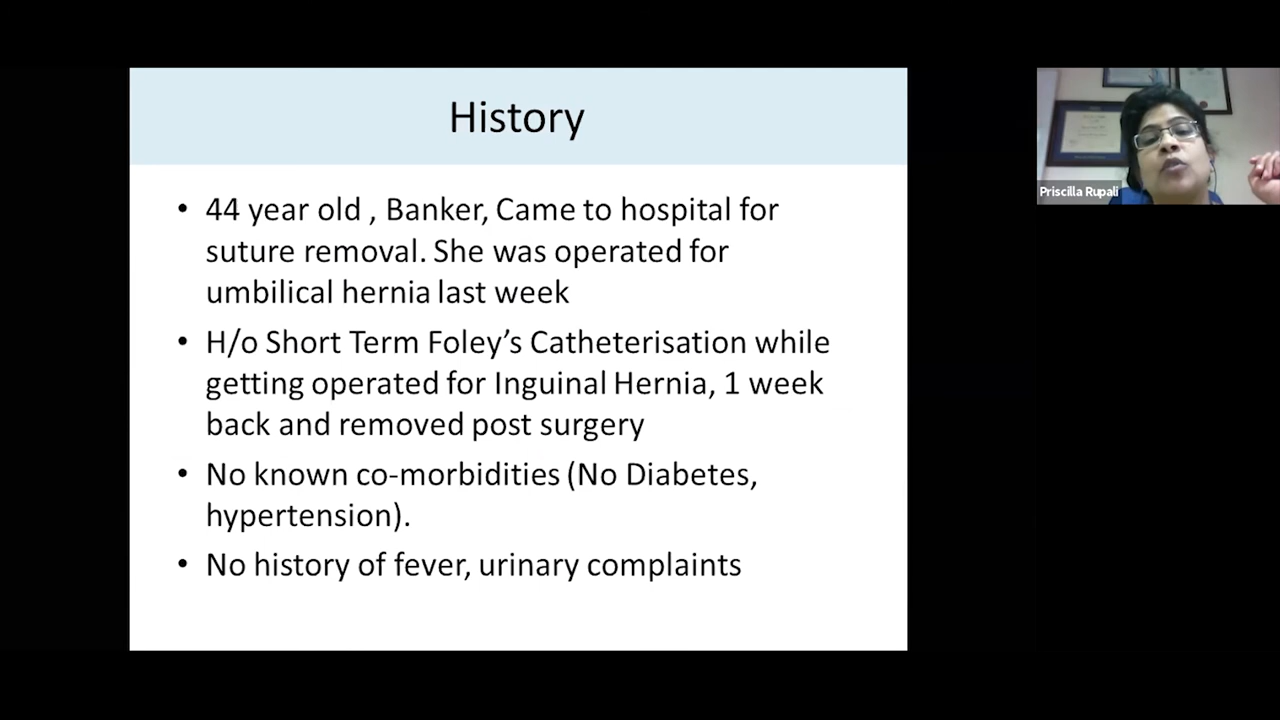 History
• 44 year old , Banker, Came to hospital for
suture removal. She was operated for
umbilical hernia last week
• H/o Short Term Foley’s Catheterisation while
getting operated for Inguinal Hernia, 1 week
back and removed post surgery
• No known co-morbidities (No Diabetes,
hypertension).
• No history of fever, urinary complaints
Priscilla Rupali